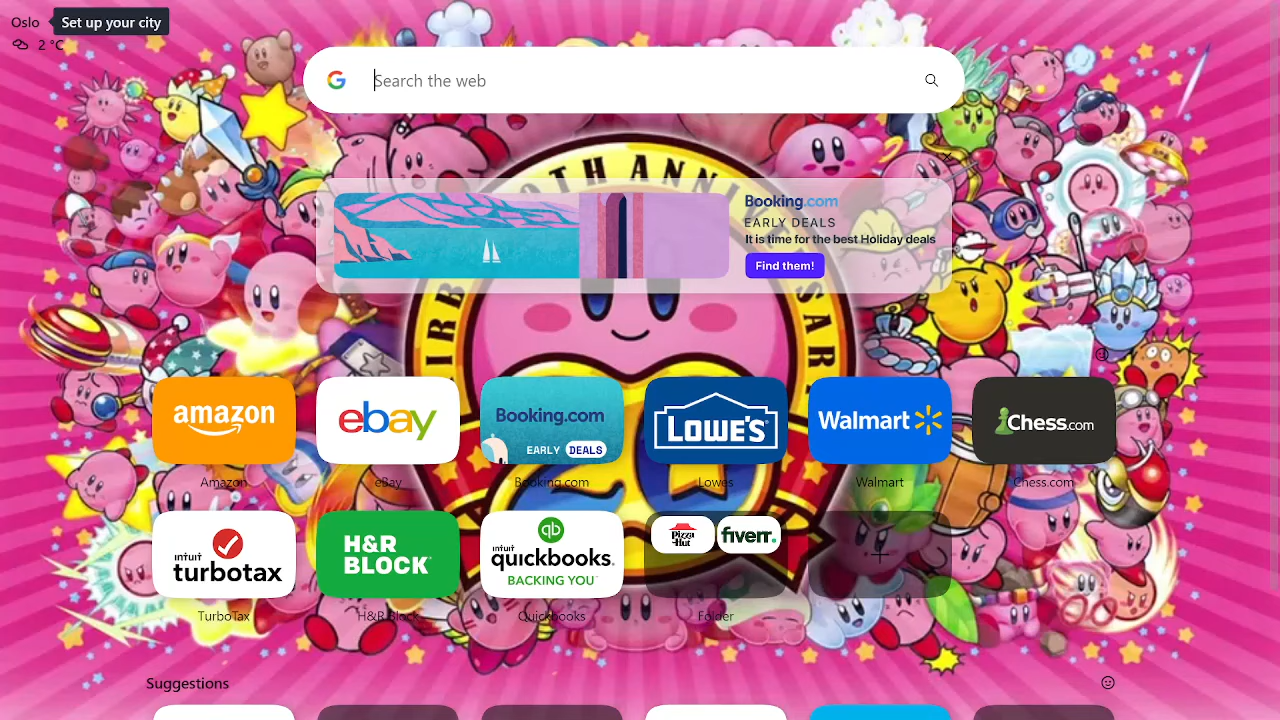 Oslo
Set up your city
2 °C
Search the web
20TH ANNIVERSARY
KIRBY
Booking.com
EARLY DEALS
It is time for the best Holiday deals
Find them!
amazon
ebay
Booking.com
EARLY DEALS
LOWE'S
Walmart
Chess.com
Amazon
eBay
Booking.com
Lowes
Walmart
Chess.com
intuit
turbotax
H&R
BLOCK
qb
intuit
quickbooks.
BACKING YOU
Pizza
Hut
fiverr.
TurboTax
H&R Block
Quickbooks
Folder
Suggestions